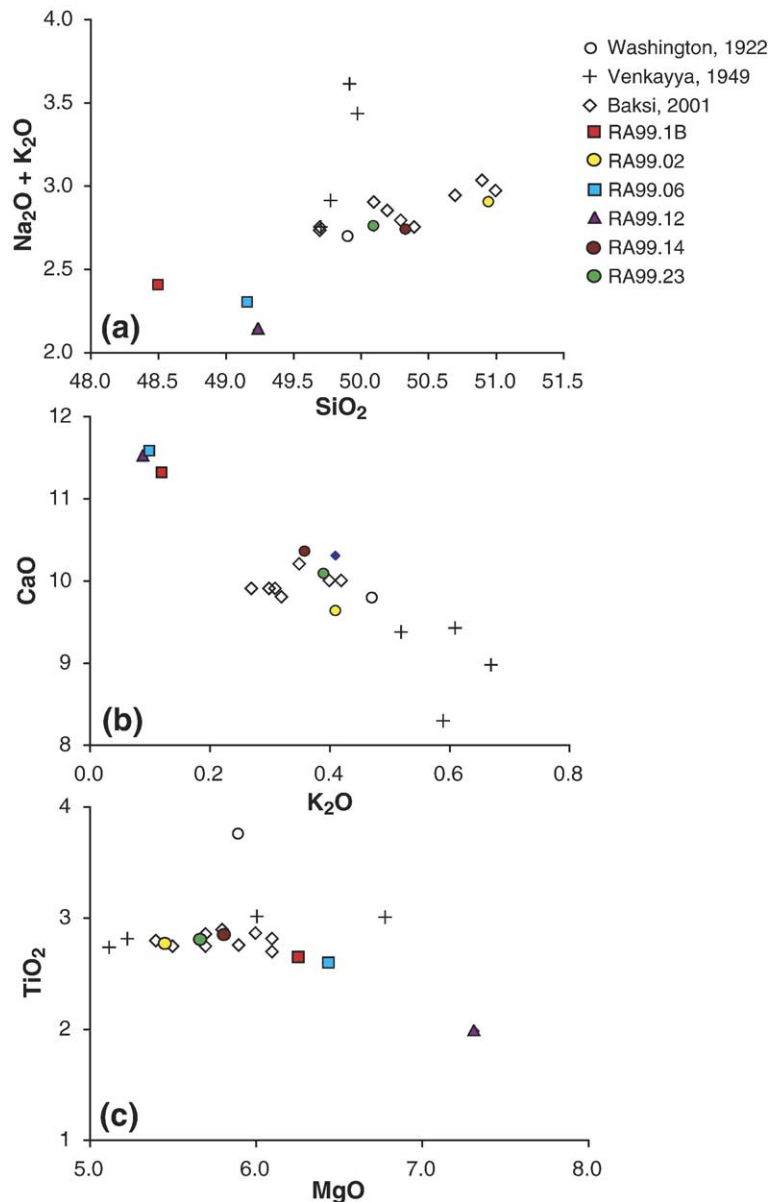 4.0
3.5
3.0
2.5
2.0
Na₂O + K₂O
(a)
48.0 48.5 49.0 49.5 50.0 50.5 51.0 51.5
SiO₂
Washington, 1922
Venkayya, 1949
Baksi, 2001
RA99.1B
RA99.02
RA99.06
RA99.12
RA99.14
RA99.23
12
11
10
9
8
CaO
(b)
0.0 0.2 0.4 0.6 0.8
K₂O
4
3
2
1
TiO₂
(c)
5.0 6.0 7.0 8.0
MgO